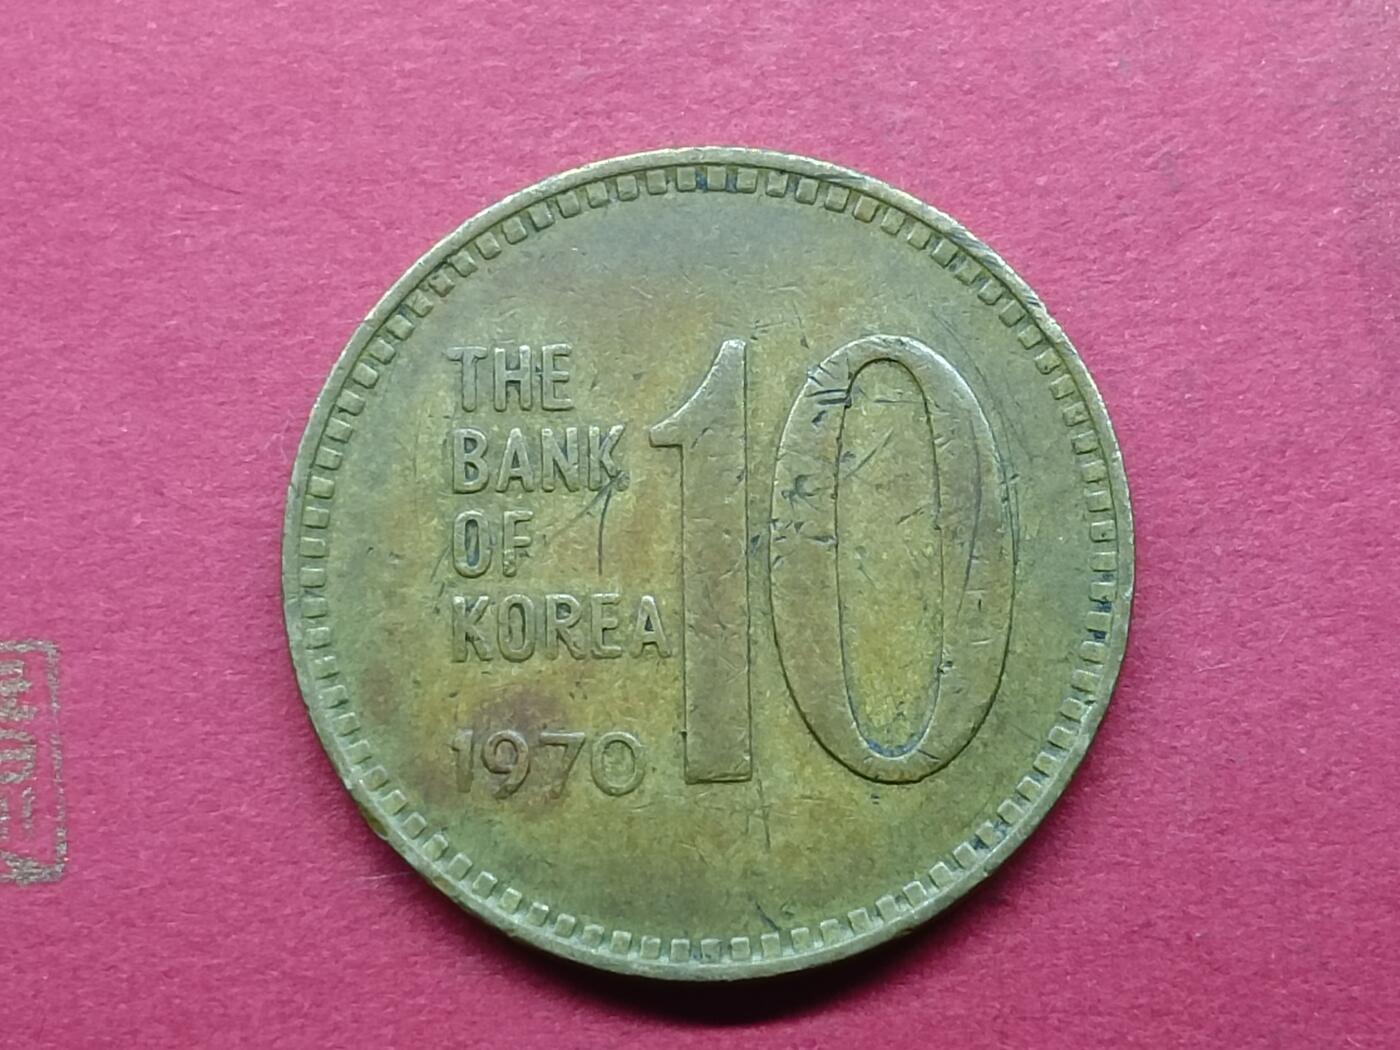 THE
BANK
OF
KOREA
1970
10